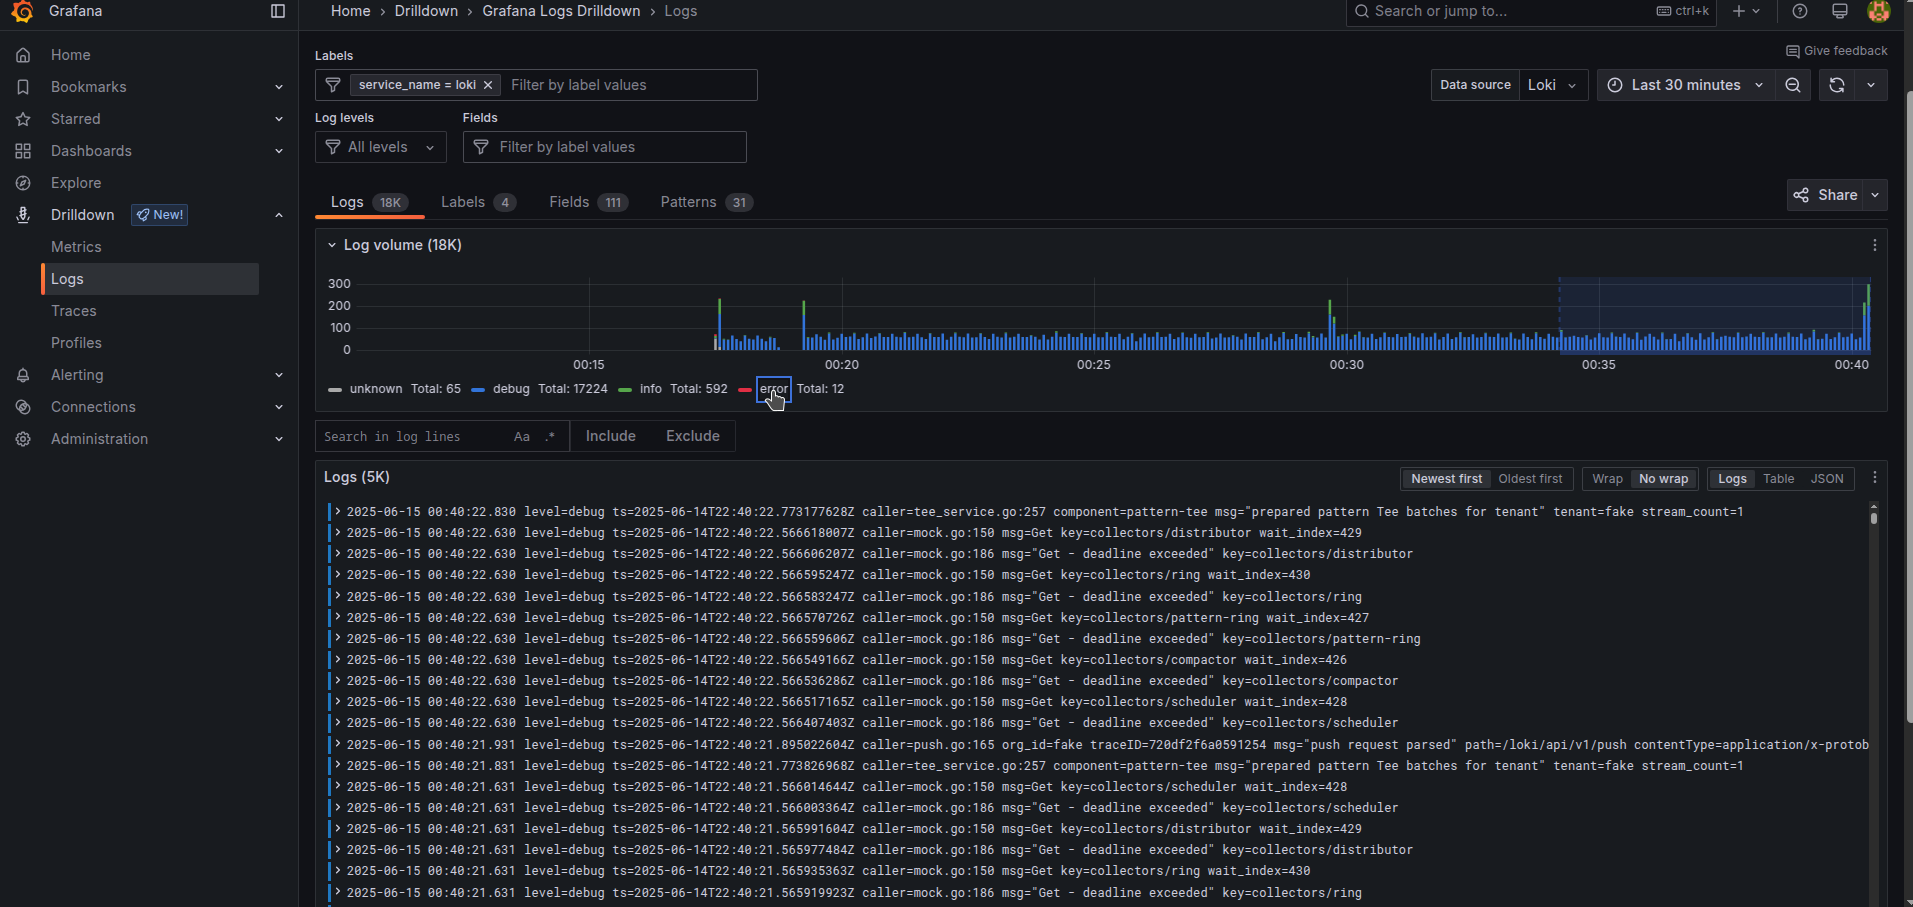 Grafana
Home › Drilldown › Grafana Logs Drilldown › Logs
Search or jump to... ctrl+k
Home
Bookmarks
Starred
Dashboards
Explore
Drilldown New!
Metrics
Logs
Traces
Profiles
Alerting
Connections
Administration
Give feedback
Labels
service_name = loki × Filter by label values
Data source Loki
Last 30 minutes
Log levels Fields
All levels Filter by label values
Logs 18K Labels 4 Fields 111 Patterns 31
Share
Log volume (18K)
300
200
100
0
00:15 00:20 00:25 00:30 00:35 00:40
unknown Total: 65 debug Total: 17224 info Total: 592 error Total: 12
Search in log lines Aa .* Include Exclude
Logs (5K)
Newest first Oldest first Wrap No wrap Logs Table JSON
2025-06-15 00:40:22.830 level=debug ts=2025-06-14T22:40:22.773177628Z caller=tee_service.go:257 component=pattern-tee msg="prepared pattern Tee batches for tenant" tenant=fake stream_count=1
2025-06-15 00:40:22.630 level=debug ts=2025-06-14T22:40:22.566618007Z caller=mock.go:150 msg=Get key=collectors/distributor wait_index=429
2025-06-15 00:40:22.630 level=debug ts=2025-06-14T22:40:22.566606207Z caller=mock.go:186 msg="Get - deadline exceeded" key=collectors/distributor
2025-06-15 00:40:22.630 level=debug ts=2025-06-14T22:40:22.566595247Z caller=mock.go:150 msg=Get key=collectors/ring wait_index=430
2025-06-15 00:40:22.630 level=debug ts=2025-06-14T22:40:22.566583247Z caller=mock.go:186 msg="Get - deadline exceeded" key=collectors/ring
2025-06-15 00:40:22.630 level=debug ts=2025-06-14T22:40:22.566570726Z caller=mock.go:150 msg=Get key=collectors/pattern-ring wait_index=427
2025-06-15 00:40:22.630 level=debug ts=2025-06-14T22:40:22.566559606Z caller=mock.go:186 msg="Get - deadline exceeded" key=collectors/pattern-ring
2025-06-15 00:40:22.630 level=debug ts=2025-06-14T22:40:22.566549166Z caller=mock.go:150 msg=Get key=collectors/compactor wait_index=426
2025-06-15 00:40:22.630 level=debug ts=2025-06-14T22:40:22.566536286Z caller=mock.go:186 msg="Get - deadline exceeded" key=collectors/compactor
2025-06-15 00:40:22.630 level=debug ts=2025-06-14T22:40:22.566517165Z caller=mock.go:150 msg=Get key=collectors/scheduler wait_index=428
2025-06-15 00:40:22.630 level=debug ts=2025-06-14T22:40:22.566407403Z caller=mock.go:186 msg="Get - deadline exceeded" key=collectors/scheduler
2025-06-15 00:40:21.931 level=debug ts=2025-06-14T22:40:21.895022604Z caller=push.go:165 org_id=fake traceID=720df2f6a0591254 msg="push request parsed" path=/loki/api/v1/push contentType=application/x-protob
2025-06-15 00:40:21.831 level=debug ts=2025-06-14T22:40:21.773826968Z caller=tee_service.go:257 component=pattern-tee msg="prepared pattern Tee batches for tenant" tenant=fake stream_count=1
2025-06-15 00:40:21.631 level=debug ts=2025-06-14T22:40:21.566014644Z caller=mock.go:150 msg=Get key=collectors/scheduler wait_index=428
2025-06-15 00:40:21.631 level=debug ts=2025-06-14T22:40:21.566003364Z caller=mock.go:186 msg="Get - deadline exceeded" key=collectors/scheduler
2025-06-15 00:40:21.631 level=debug ts=2025-06-14T22:40:21.565991604Z caller=mock.go:150 msg=Get key=collectors/distributor wait_index=429
2025-06-15 00:40:21.631 level=debug ts=2025-06-14T22:40:21.565977484Z caller=mock.go:186 msg="Get - deadline exceeded" key=collectors/distributor
2025-06-15 00:40:21.631 level=debug ts=2025-06-14T22:40:21.565935363Z caller=mock.go:150 msg=Get key=collectors/ring wait_index=430
2025-06-15 00:40:21.631 level=debug ts=2025-06-14T22:40:21.565919923Z caller=mock.go:186 msg="Get - deadline exceeded" key=collectors/ring